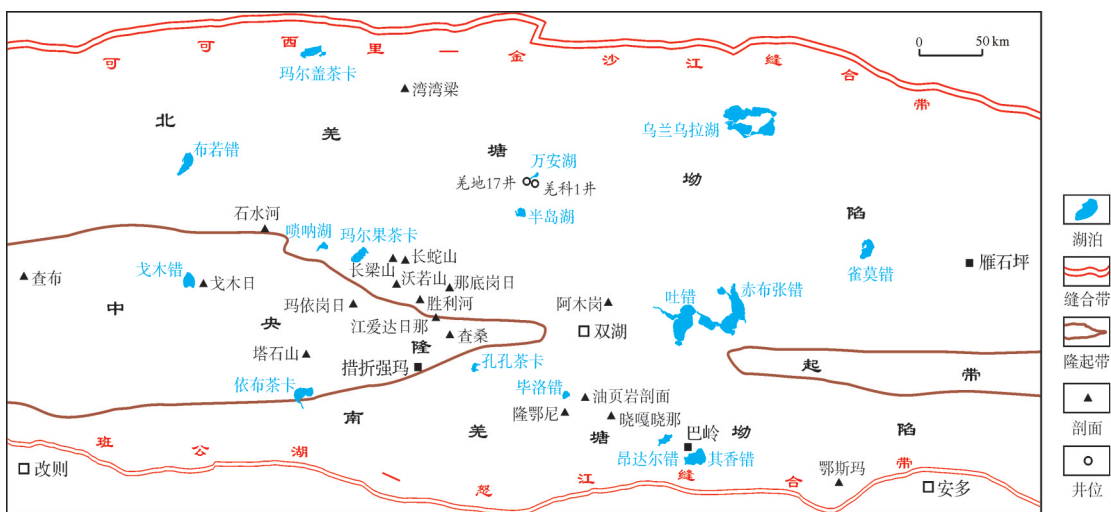 可可西里—金沙江缝合带
0 50 km
玛尔盖茶卡
湾湾梁
北羌塘坳陷
乌兰乌拉湖
布若错
万安湖
羌地17井
羌科1井
半岛湖
石水河
唢呐湖
玛尔果茶卡
长蛇山
雀莫错
雁石坪
查布
戈木错
戈木日
长梁山
沃若山
那底岗日
玛依岗日
胜利河
阿木岗
吐错
赤布张错
中央隆起带
江爱达日那
查桑
双湖
塔石山
措折强玛
孔孔茶卡
依布茶卡
毕洛错
油页岩剖面
隆鄂尼
晓嘎晓那
南羌塘坳陷
巴岭
昂达尔错
其香错
鄂斯玛
改则
安多
班公湖—怒江缝合带
湖泊
缝合带
隆起带
剖面
井位